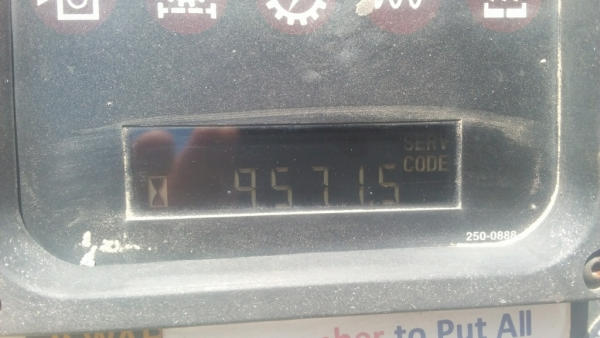 SERV
CODE
9571.5
250-0888
to Put All